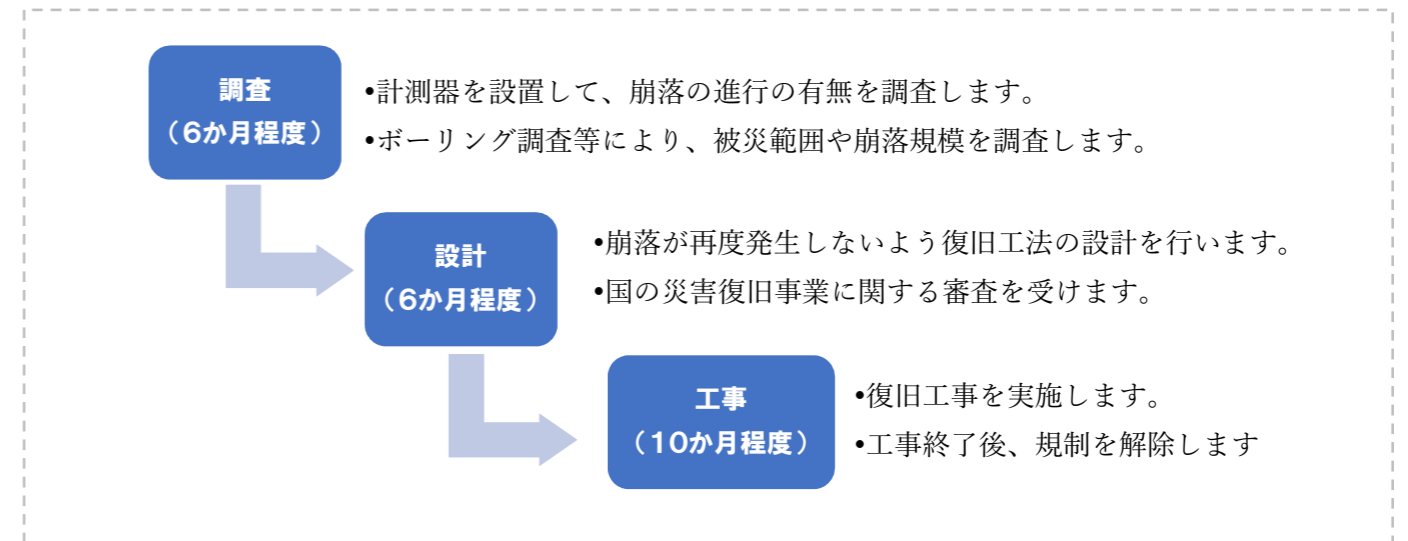 調査
（6か月程度）
•計測器を設置して、崩落の進行の有無を調査します。
•ボーリング調査等により、被災範囲や崩落規模を調査します。
設計
（6か月程度）
•崩落が再度発生しないよう復旧工法の設計を行います。
•国の災害復旧事業に関する審査を受けます。
工事
（10か月程度）
•復旧工事を実施します。
•工事終了後、規制を解除します